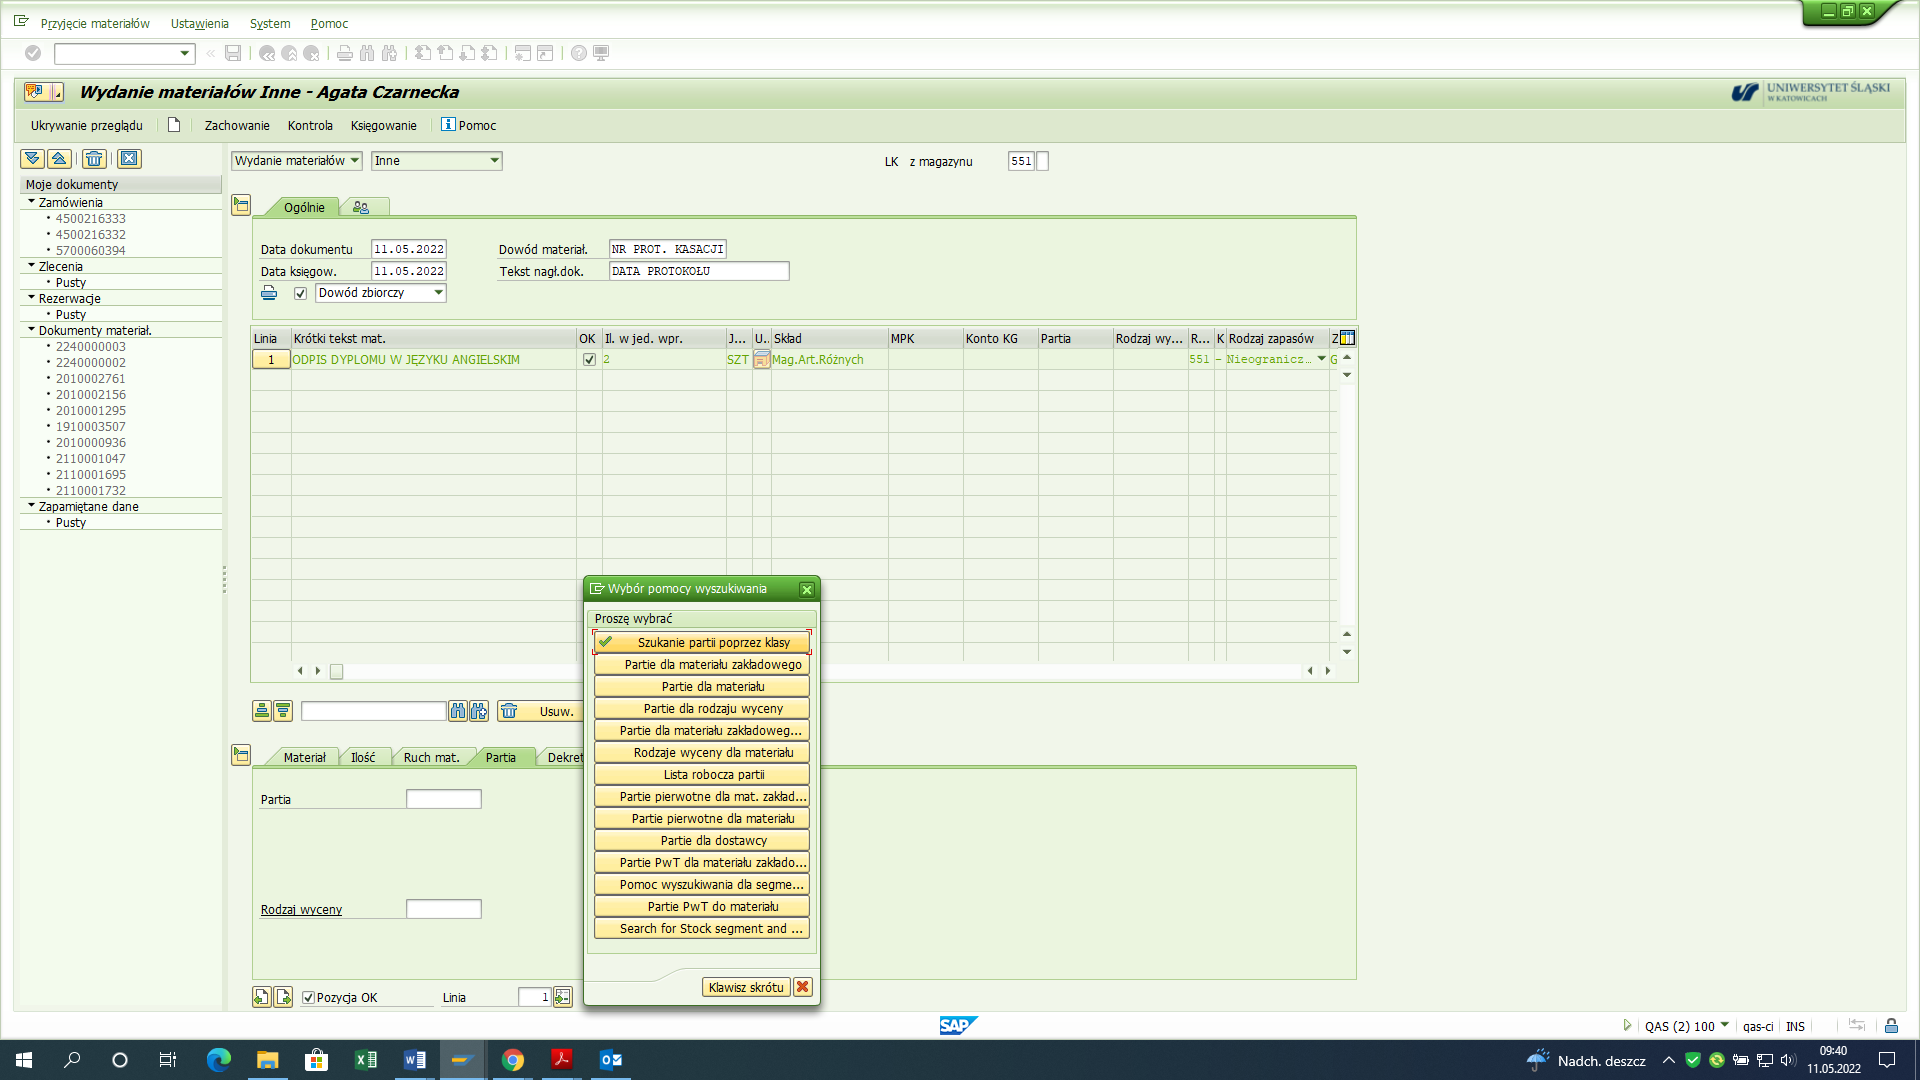 Przyjęcie materiałów Ustawienia System Pomoc
Wydanie materiałów Inne - Agata Czarnecka
UNIWERSYTET ŚLĄSKI
W KATOWICACH
Ukrywanie przeglądu Zachowanie Kontrola Księgowanie Pomoc
Wydanie materiałów Inne LK z magazynu 551
Moje dokumenty
Zamówienia
• 4500216333
• 4500216332
• 5700060394
Zlecenia
• Pusty
Rezerwacje
• Pusty
Dokumenty materiał.
• 2240000003
• 2240000002
• 2010002761
• 2010002156
• 2010001295
• 1910003507
• 2010000936
• 2110001047
• 2110001695
• 2110001732
Zapamiętane dane
• Pusty
Ogólnie
Data dokumentu 11.05.2022 Dowód materiał. NR PROT. KASACJI
Data księgow. 11.05.2022 Tekst nagł.dok. DATA PROTOKOŁU
Dowód zbiorczy
Linia Krótki tekst mat. OK Il. w jed. wpr. J... U.. Skład MPK Konto KG Partia Rodzaj wy... R... K Rodzaj zapasów Z
1 ODPIS DYPLOMU W JĘZYKU ANGIELSKIM 2 SZT Mag.Art.Różnych 551 - Nieogranicz… G
Usuw.
Materiał Ilość Ruch mat. Partia Dekret
Partia
Rodzaj wyceny
Pozycja OK Linia 1
Wybór pomocy wyszukiwania
Proszę wybrać
Szukanie partii poprzez klasy
Partie dla materiału zakładowego
Partie dla materiału
Partie dla rodzaju wyceny
Partie dla materiału zakładoweg...
Rodzaje wyceny dla materiału
Lista robocza partii
Partie pierwotne dla mat. zakład...
Partie pierwotne dla materiału
Partie dla dostawcy
Partie PwT dla materiału zakłado...
Pomoc wyszukiwania dla segme...
Partie PwT do materiału
Search for Stock segment and ...
Klawisz skrótu
SAP
QAS (2) 100 qas-ci INS
Nadch. deszcz
09:40
11.05.2022